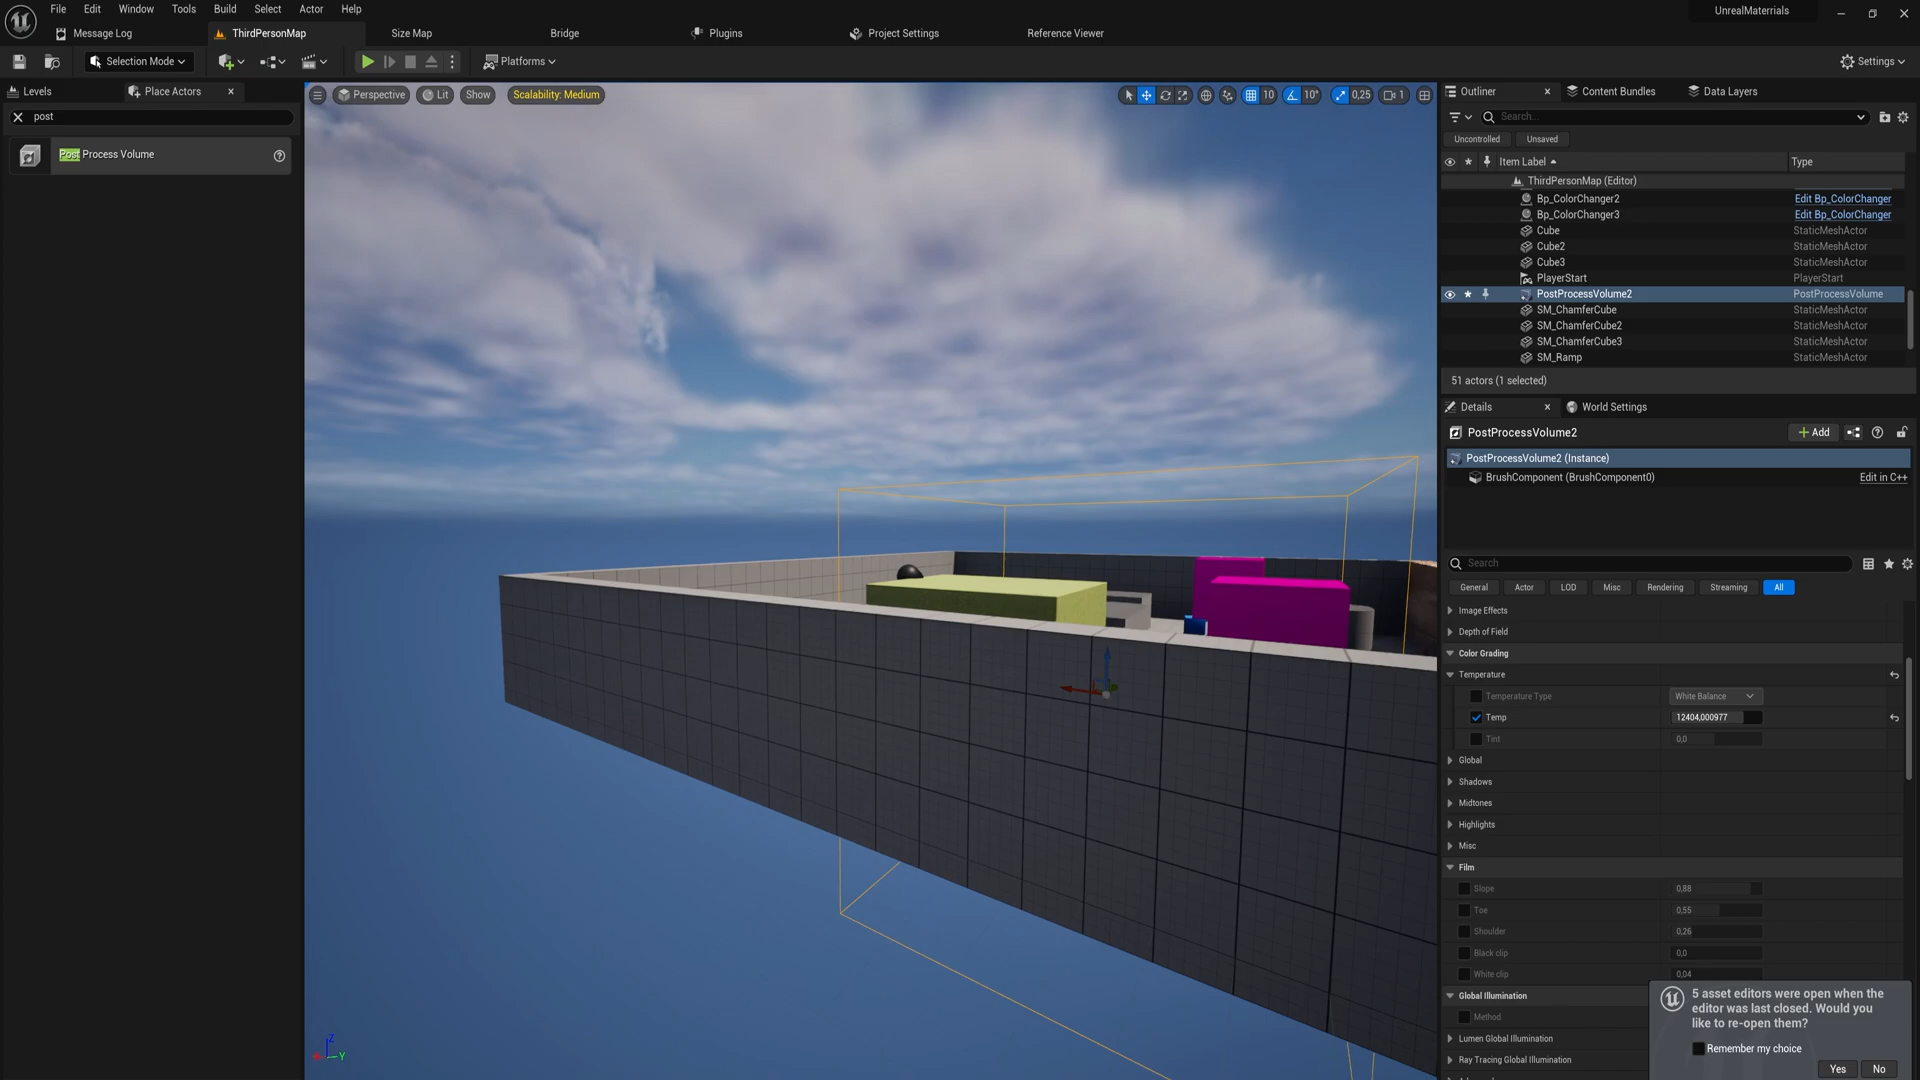 File Edit Window Tools Build Select Actor Help
UnrealMaterrials
Message Log
ThirdPersonMap
Size Map
Bridge
Plugins
Project Settings
Reference Viewer
Selection Mode
Platforms
Settings
Levels
Place Actors
post
Post Process Volume
Perspective
Lit
Show
Scalability: Medium
10
10°
0,25
1
Outliner
Content Bundles
Data Layers
Search...
Uncontrolled
Unsaved
Item Label
Type
ThirdPersonMap (Editor)
Bp_ColorChanger2 Edit Bp_ColorChanger
Bp_ColorChanger3 Edit Bp_ColorChanger
Cube StaticMeshActor
Cube2 StaticMeshActor
Cube3 StaticMeshActor
PlayerStart PlayerStart
PostProcessVolume2 PostProcessVolume
SM_ChamferCube StaticMeshActor
SM_ChamferCube2 StaticMeshActor
SM_ChamferCube3 StaticMeshActor
SM_Ramp StaticMeshActor
51 actors (1 selected)
Details
World Settings
PostProcessVolume2
+ Add
PostProcessVolume2 (Instance)
BrushComponent (BrushComponent0) Edit in C++
Search
General Actor LOD Misc Rendering Streaming All
Image Effects
Depth of Field
Color Grading
Temperature
Temperature Type White Balance
Temp 12404,000977
Tint 0,0
Global
Shadows
Midtones
Highlights
Misc
Film
Slope 0,88
Toe 0,55
Shoulder 0,26
Black clip 0,0
White clip 0,04
Global Illumination
Method
Lumen Global Illumination
Ray Tracing Global Illumination
5 asset editors were open when the
editor was last closed. Would you
like to re-open them?
Remember my choice
Yes No
Z
Y